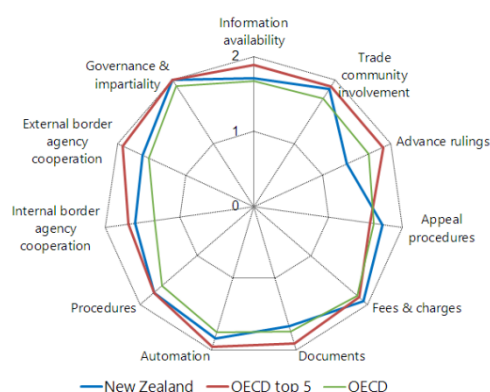 Information
availability
2
Governance &
impartiality
Trade
community
involvement
External border
agency
cooperation
1
Advance rulings
0
Internal border
agency
cooperation
Appeal
procedures
Procedures
Fees & charges
Automation
Documents
New Zealand
OECD top 5
OECD